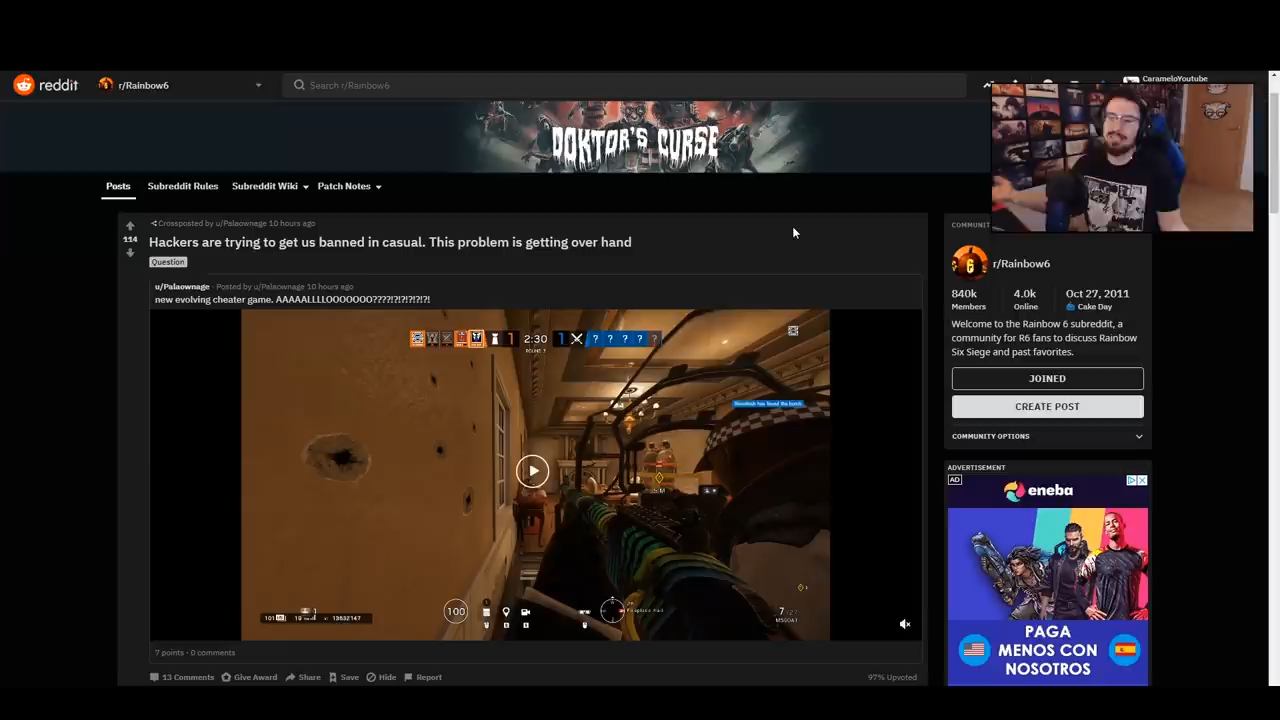 reddit
r/Rainbow6
Search r/Rainbow6
CarameloYoutube
DOKTOR'S CURSE
Posts
Subreddit Rules
Subreddit Wiki
Patch Notes
Crossposted by u/Palaownage 10 hours ago
114
Hackers are trying to get us banned in casual. This problem is getting over hand
Question
u/Palaownage · Posted by u/Palaownage 10 hours ago
new evolving cheater game. AAAAALLLLOOOOOOO????!?!?!?!?!?!
1 2:30 1 ? ? ? ? ?
100
7
7 points · 0 comments
13 Comments
Give Award
Share
Save
Hide
Report
97% Upvoted
COMMUNIT
6
r/Rainbow6
840k
Members
4.0k
Online
Oct 27, 2011
Cake Day
Welcome to the Rainbow 6 subreddit, a
community for R6 fans to discuss Rainbow
Six Siege and past favorites.
JOINED
CREATE POST
COMMUNITY OPTIONS
ADVERTISEMENT
AD
eneba
PAGA
MENOS CON
NOSOTROS